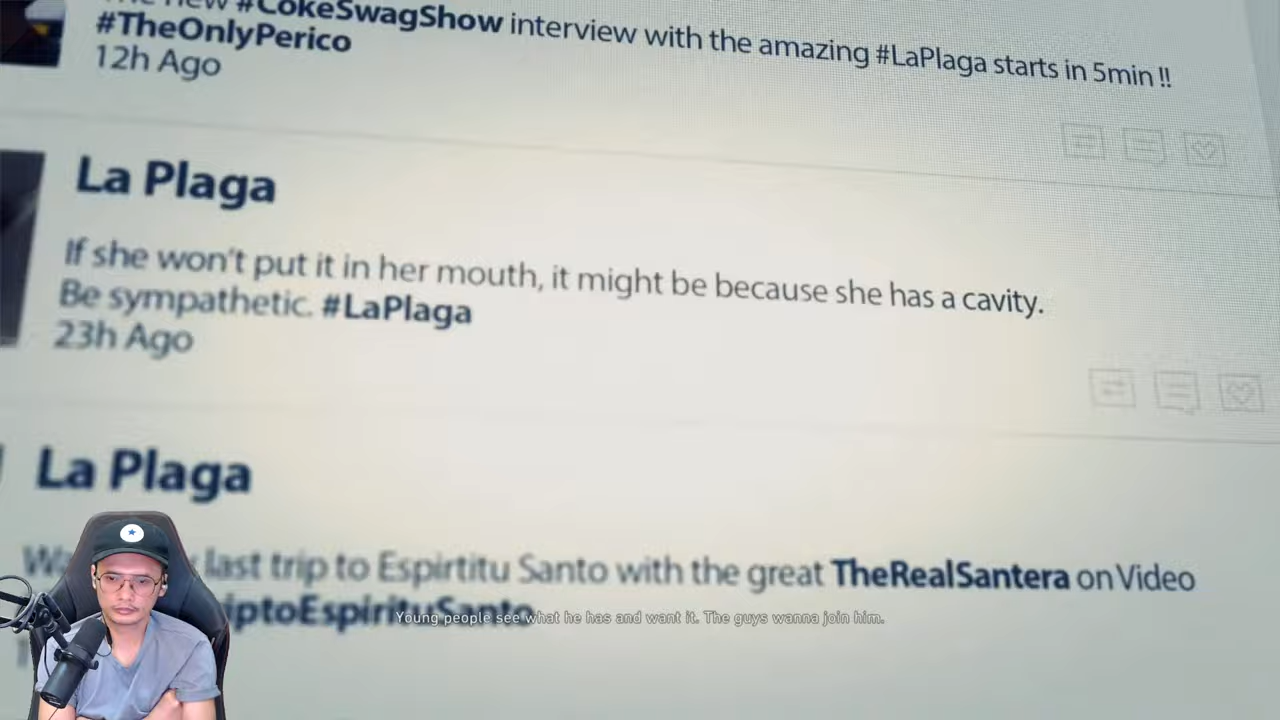 new #CokeSwagShow interview with the amazing #LaPlaga starts in 5min !!
#TheOnlyPerico
12h Ago
La Plaga
If she won't put it in her mouth, it might be because she has a cavity.
Be sympathetic. #LaPlaga
23h Ago
La Plaga
last trip to Espirtitu Santo with the great TheRealSantera on Video
iptoEspirituSanto
Young people see what he has and want it. The guys wanna join him.